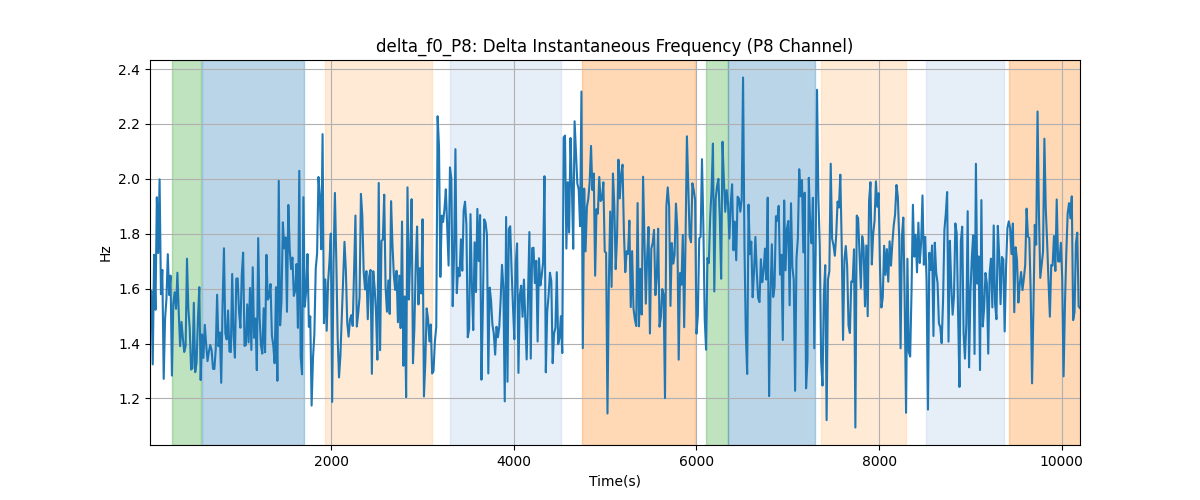 delta_f0_P8: Delta Instantaneous Frequency (P8 Channel)
2.4
2.2
2.0
1.8
1.6
1.4
1.2
Hz
2000 4000 6000 8000 10000
Time(s)